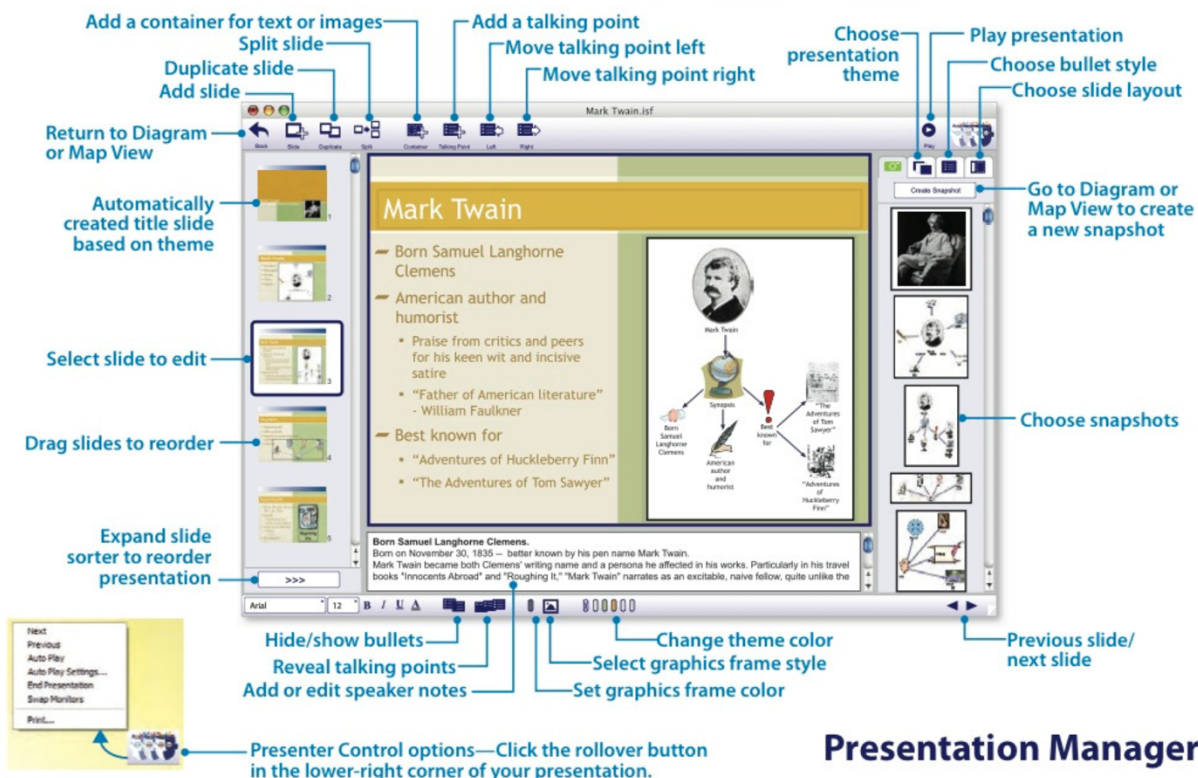 Add a container for text or images
Split slide
Duplicate slide
Add slide
Add a talking point
Move talking point left
Move talking point right
Choose
presentation
theme
Play presentation
Choose bullet style
Choose slide layout
Return to Diagram
or Map View
Mark Twain.isf
Back
Slide
Duplicate
Split
Container
Talking Point
Left
Right
Play
Create Snapshot
Go to Diagram or
Map View to create
a new snapshot
Automatically
created title slide
based on theme
1
2
Select slide to edit
3
Drag slides to reorder
4
5
Expand slide
sorter to reorder
presentation
>>>
Mark Twain
Born Samuel Langhorne
Clemens
American author and
humorist
Praise from critics and peers
for his keen wit and incisive
satire
“Father of American literature”
- William Faulkner
Best known for
“Adventures of Huckleberry Finn”
“The Adventures of Tom Sawyer”
Mark Twain
Synopsis
Born
Samuel
Langhorne
Clemens
American
author
and
humorist
Best
known
for
“The
Adventures
of Tom
Sawyer”
“Adventures
of
Huckleberry
Finn”
Choose snapshots
Born Samuel Langhorne Clemens.
Born on November 30, 1835 -- better known by his pen name Mark Twain.
Mark Twain became both Clemens' writing name and a persona he affected in his works. Particularly in his travel
books "Innocents Abroad" and "Roughing It," "Mark Twain" narrates as an excitable, naive fellow, quite unlike the
Arial
12
B I U A
Hide/show bullets
Reveal talking points
Add or edit speaker notes
Change theme color
Select graphics frame style
Set graphics frame color
Previous slide/
next slide
Next
Previous
Auto Play
Auto Play Settings...
End Presentation
Swap Monitors
Print...
Presenter Control options—Click the rollover button
in the lower-right corner of your presentation.
Presentation Manager